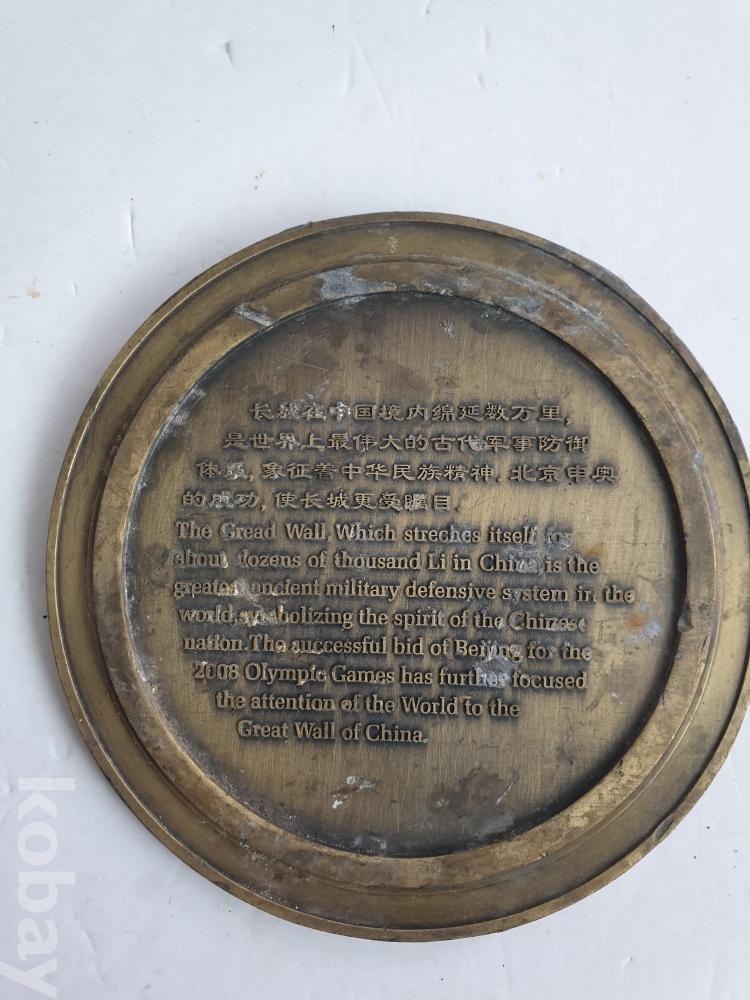 长城在中国境内绵延数万里,
是世界上最伟大的古代军事防御
体系,象征着中华民族精神.北京申奥
的成功,使长城更受瞩目.
The Gread Wall, Which streches itself for
about dozens of thousand Li in China, is the
greatest ancient military defensive system in the
world, symbolizing the spirit of the Chinese
nation. The successful bid of Beijing for the
2008 Olympic Games has further focused
the attention of the World to the
Great Wall of China.
kobay